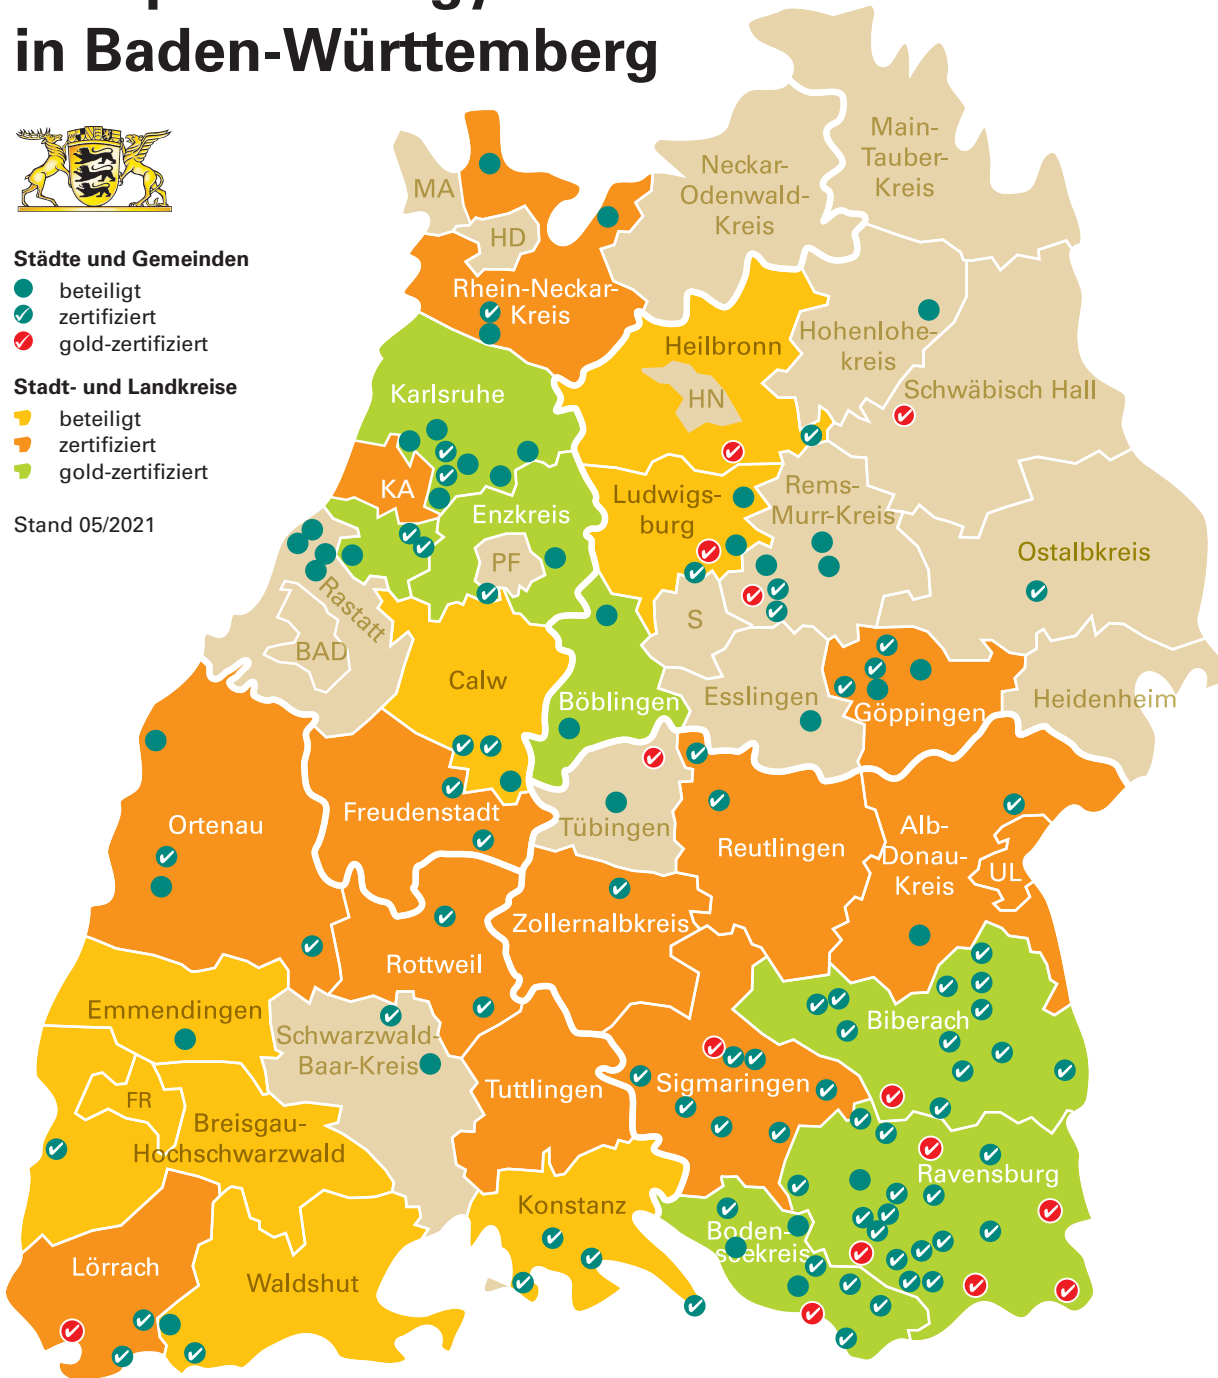 in Baden-Württemberg
Städte und Gemeinden
beteiligt
zertifiziert
gold-zertifiziert
Stadt- und Landkreise
beteiligt
zertifiziert
gold-zertifiziert
Stand 05/2021
Main-
Tauber-
Kreis
Neckar-
Odenwald-
Kreis
MA
HD
Rhein-Neckar-
Kreis
Hohenlohe-
kreis
Heilbronn
HN
Schwäbisch Hall
Karlsruhe
KA
Ludwigs-
burg
Rems-
Murr-Kreis
Enzkreis
PF
Ostalbkreis
Rastatt
BAD
S
Calw
Böblingen
Esslingen
Göppingen
Heidenheim
Ortenau
Freudenstadt
Tübingen
Reutlingen
Alb-
Donau-
Kreis
UL
Zollernalbkreis
Rottweil
Emmendingen
Schwarzwald-
Baar-Kreis
Biberach
Tuttlingen
Sigmaringen
FR
Breisgau-
Hochschwarzwald
Ravensburg
Konstanz
Boden-
seekreis
Lörrach
Waldshut